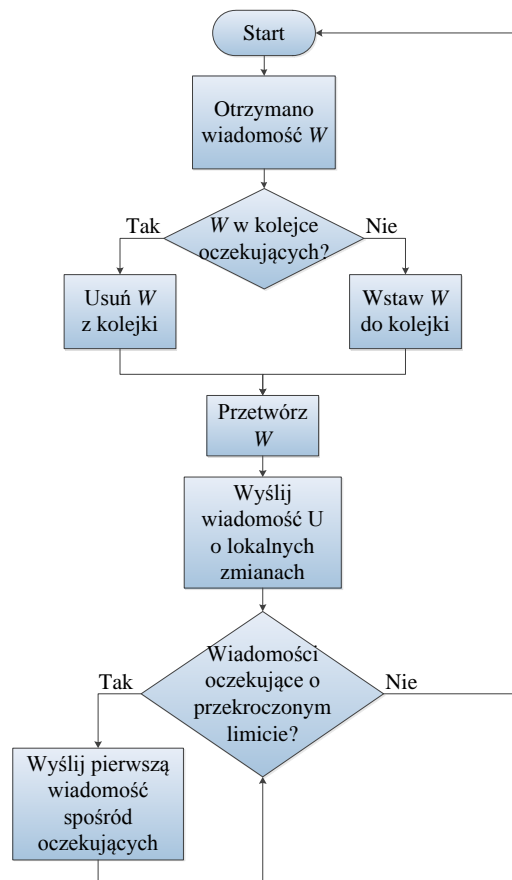 Start
Otrzymano
wiadomość W
W w kolejce
oczekujących?
Tak
Nie
Usuń W
z kolejki
Wstaw W
do kolejki
Przetwórz
W
Wyślij
wiadomość U
o lokalnych
zmianach
Wiadomości
oczekujące o
przekroczonym
limicie?
Tak
Nie
Wyślij pierwszą
wiadomość
spośród
oczekujących